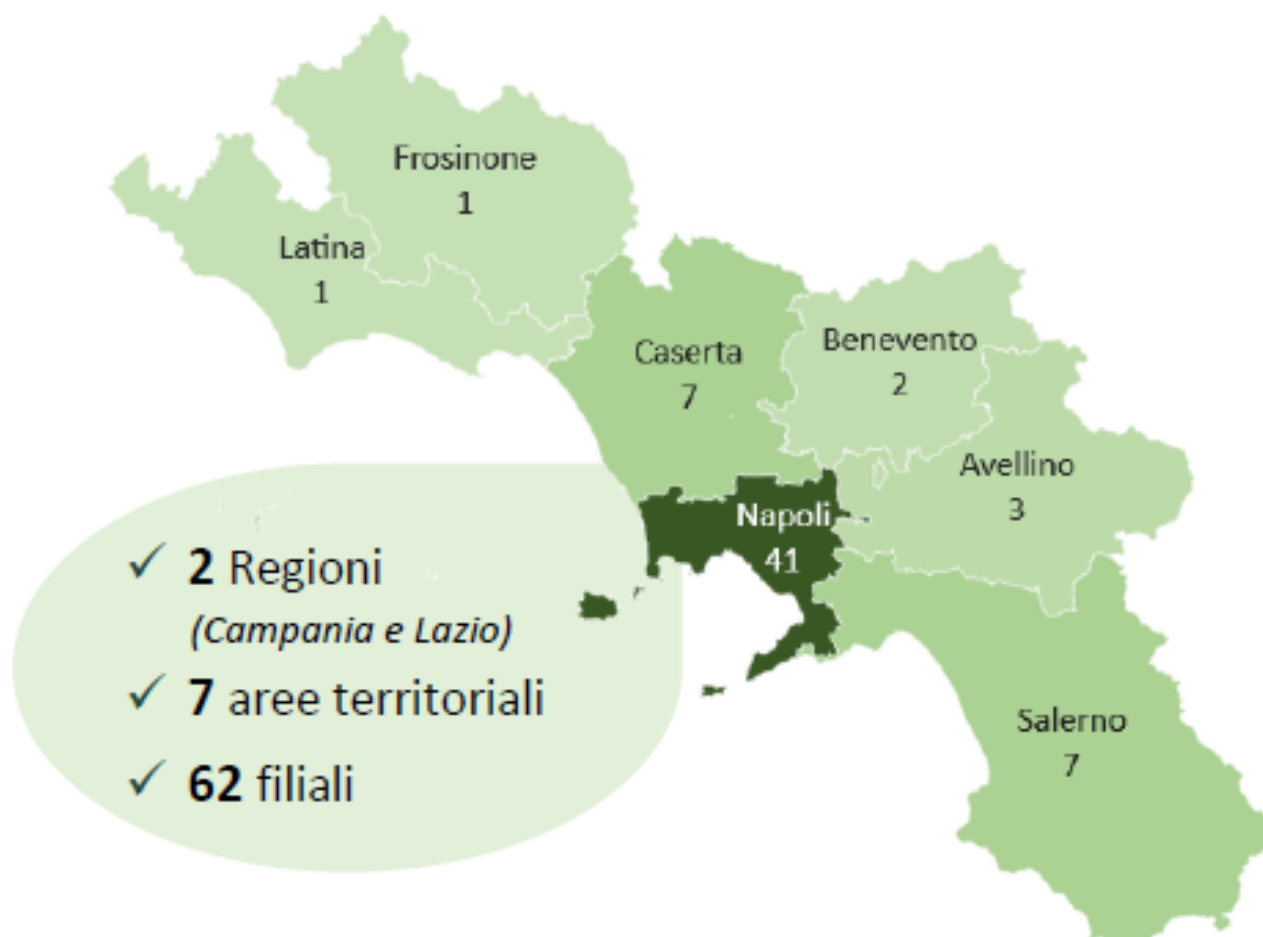 Frosinone
1
Latina
1
Caserta
7
Benevento
2
Avellino
3
Napoli
41
Salerno
7
✓ 2 Regioni
(Campania e Lazio)
✓ 7 aree territoriali
✓ 62 filiali